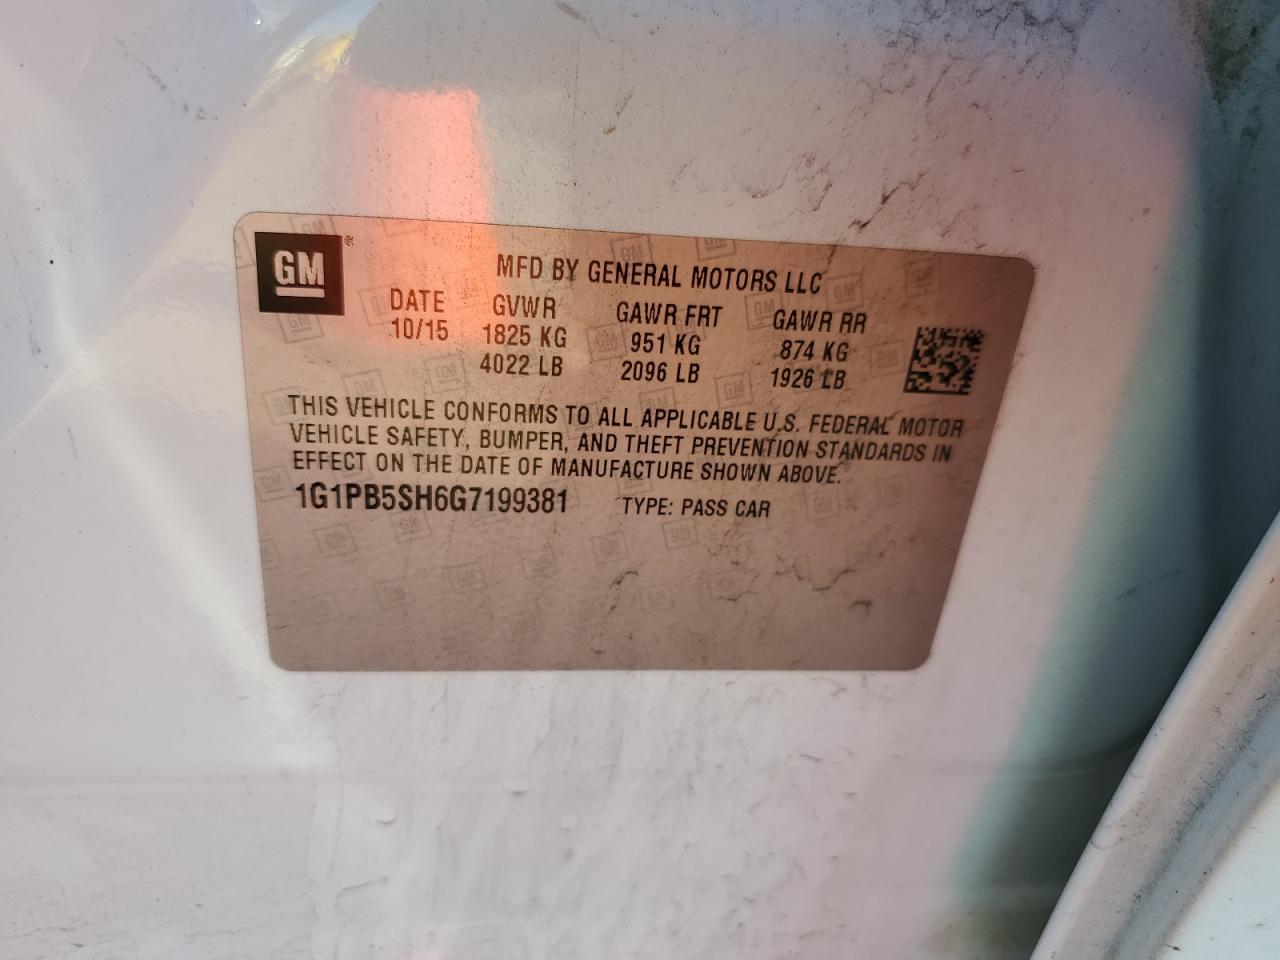 GM®
MFD BY GENERAL MOTORS LLC
DATE GVWR GAWR FRT GAWR RR
10/15 1825 KG 951 KG 874 KG
4022 LB 2096 LB 1926 LB
THIS VEHICLE CONFORMS TO ALL APPLICABLE U.S. FEDERAL MOTOR
VEHICLE SAFETY, BUMPER, AND THEFT PREVENTION STANDARDS IN
EFFECT ON THE DATE OF MANUFACTURE SHOWN ABOVE.
1G1PB5SH6G7199381 TYPE: PASS CAR